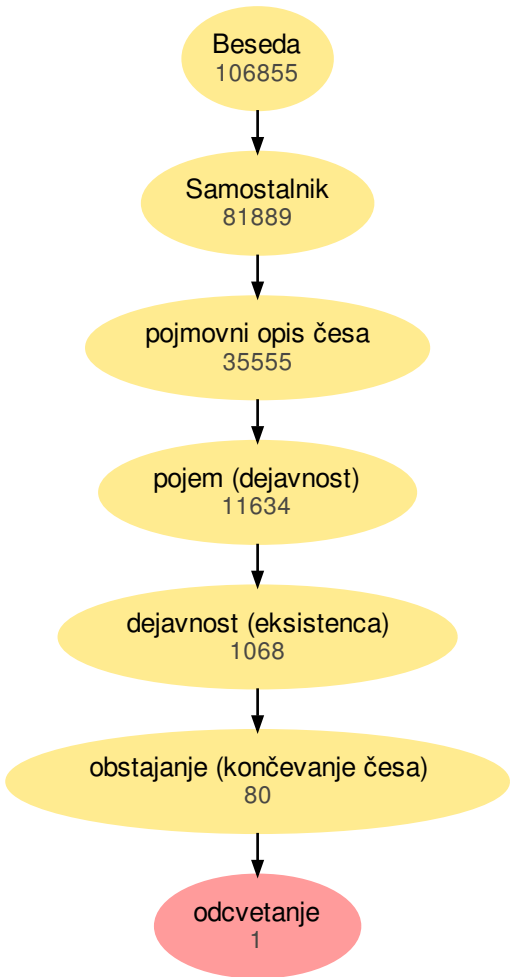 Beseda
106855
Samostalnik
81889
pojmovni opis česa
35555
pojem (dejavnost)
11634
dejavnost (eksistenca)
1068
obstajanje (končevanje česa)
80
odcvetanje
1